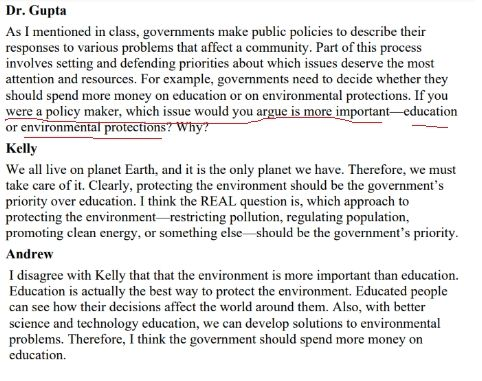 Dr. Gupta
As I mentioned in class, governments make public policies to describe their
responses to various problems that affect a community. Part of this process
involves setting and defending priorities about which issues deserve the most
attention and resources. For example, governments need to decide whether they
should spend more money on education or on environmental protections. If you
were a policy maker, which issue would you argue is more important—education
or environmental protections? Why?
Kelly
We all live on planet Earth, and it is the only planet we have. Therefore, we must
take care of it. Clearly, protecting the environment should be the government's
priority over education. I think the REAL question is, which approach to
protecting the environment—restricting pollution, regulating population,
promoting clean energy, or something else—should be the government's priority.
Andrew
I disagree with Kelly that that the environment is more important than education.
Education is actually the best way to protect the environment. Educated people
can see how their decisions affect the world around them. Also, with better
science and technology education, we can develop solutions to environmental
problems. Therefore, I think the government should spend more money on
education.